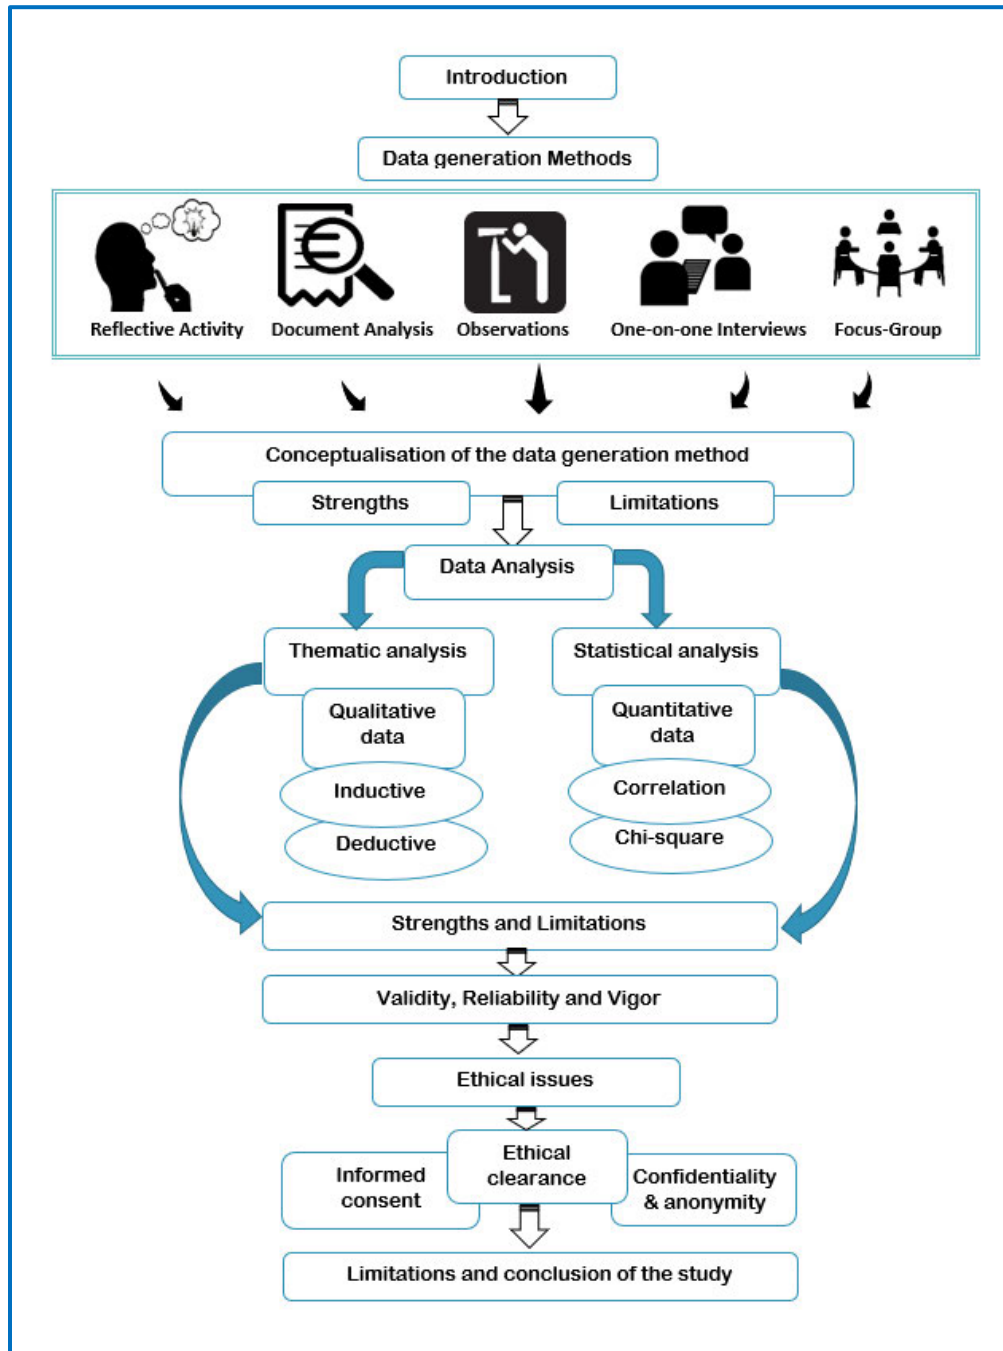 Introduction
Data generation Methods
Reflective Activity
Document Analysis
Observations
One-on-one Interviews
Focus-Group
Conceptualisation of the data generation method
Strengths
Limitations
Data Analysis
Thematic analysis
Statistical analysis
Qualitative
data
Quantitative
data
Inductive
Correlation
Deductive
Chi-square
Strengths and Limitations
Validity, Reliability and Vigor
Ethical issues
Informed
consent
Ethical
clearance
Confidentiality
& anonymity
Limitations and conclusion of the study